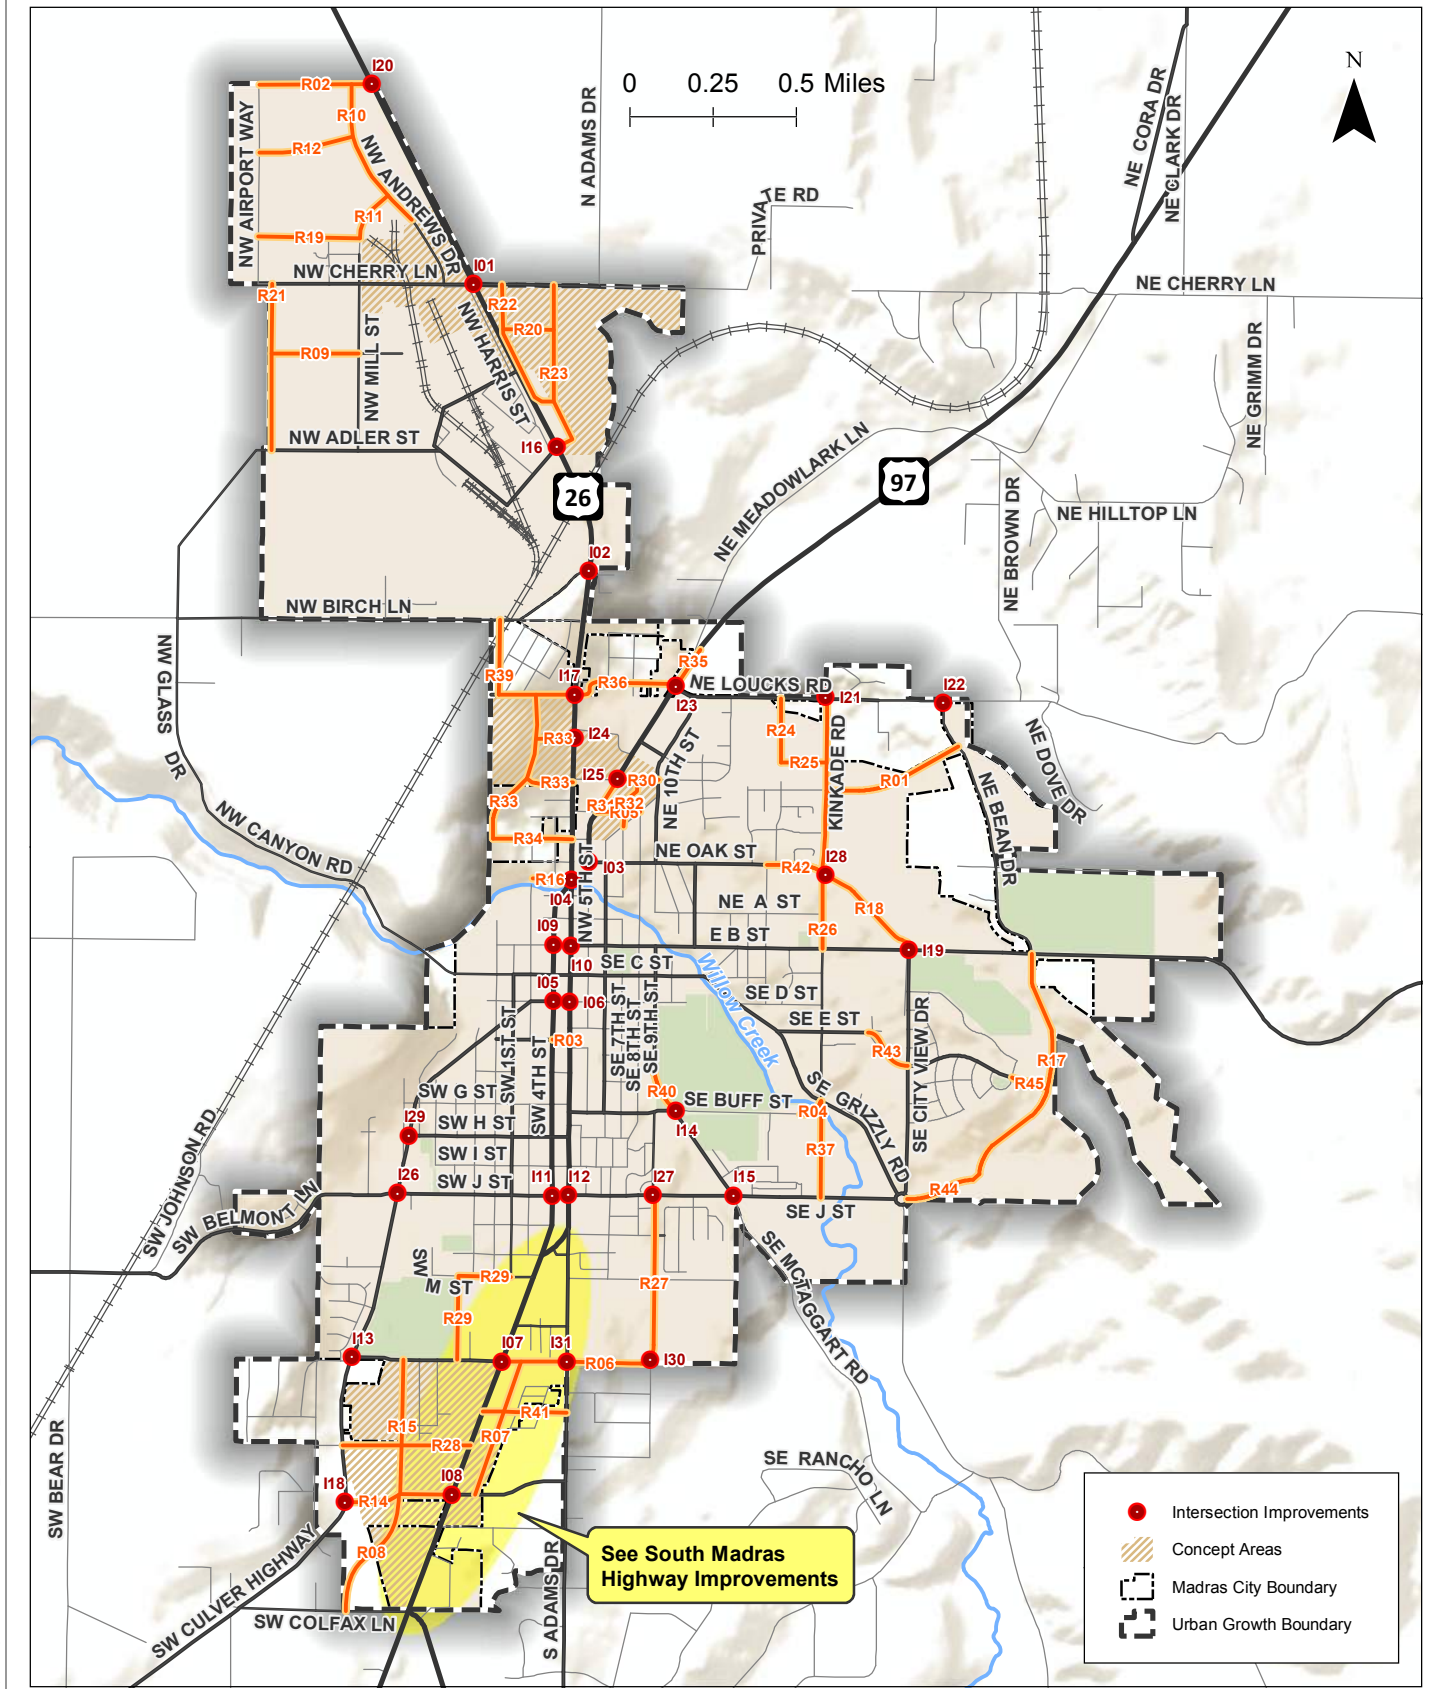 I20
R02
R10
R12
NW AIRPORT WAY
NW ANDREWS DR
R11
R19
NW CHERRY LN
I01
0 0.25 0.5 Miles
N ADAMS DR
PRIVATE RD
NE CORA DR
NE CLARK DR
N
NE CHERRY LN
R21
R22
R20
R09
NW MILL ST
NW HARRIS ST
R23
NE GRIMM DR
NW ADLER ST
I16
26
97
NE MEADOWLARK LN
NE HILLTOP LN
NE BROWN DR
I02
NW BIRCH LN
NW GLASS DR
R39
I17
R36
R35
NE LOUCKS RD
I23
I21
I22
R24
R25
KINKADE RD
R01
NE DOVE DR
NE BEAN DR
R33
I24
I25
R30
R33
R33
R32
NE 10TH ST
R34
NW CANYON RD
NE OAK ST
I03
R42
I28
R16
I04
NW 5TH ST
NE A ST
R18
R26
I09
E B ST
I19
I10
SE C ST
Willow Creek
I05
I06
SE D ST
SE E ST
R03
SW 1ST ST
SW 4TH ST
SE 7TH ST
SE 8TH ST
SE 9TH ST
R43
SE CITY VIEW DR
R17
R45
SW G ST
R40
SE BUFF ST
R04
SE GRIZZLY RD
I29
SW H ST
I14
SW I ST
R37
SW JOHNSON RD
I26
SW J ST
I11
I12
I27
I15
R44
SE J ST
SW BELMONT LN
SW M ST
R29
R29
R27
SE MCTAGGART RD
I13
I07
I31
R06
I30
R15
R41
R28
R07
SW BEAR DR
I18
R14
I08
SE RANCHO LN
R08
SW CULVER HIGHWAY
SW COLFAX LN
S ADAMS DR
See South Madras
Highway Improvements
Intersection Improvements
Concept Areas
Madras City Boundary
Urban Growth Boundary